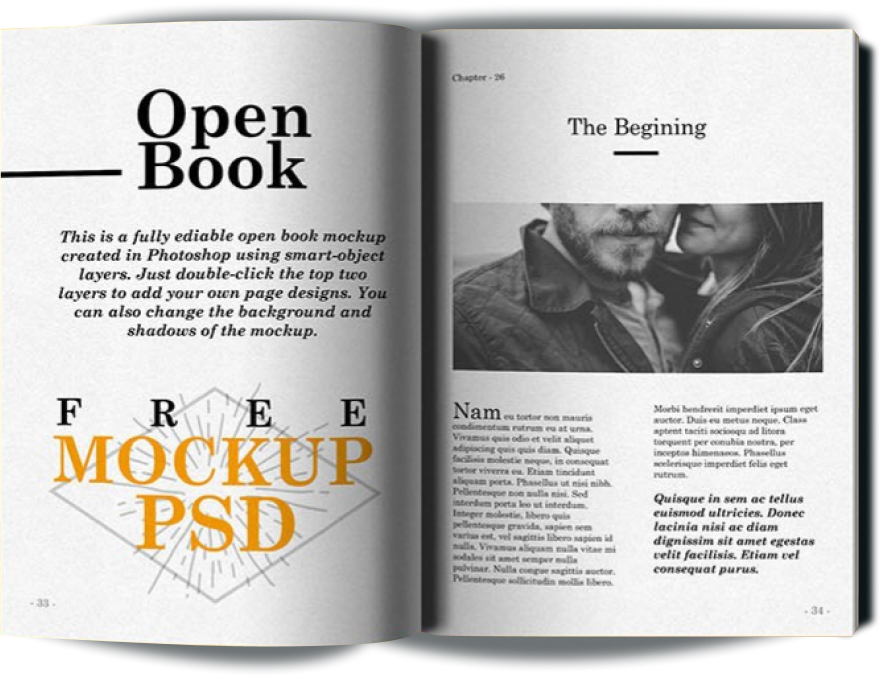 Open
Book
This is a fully ediable open book mockup
created in Photoshop using smart-object
layers. Just double-click the top two
layers to add your own page designs. You
can also change the background and
shadows of the mockup.
F R E E
MOCKUP
PSD
- 33 -
Chapter - 26
The Begining
Nam eu tortor non mauris
condimentum rutrum eu at urna.
Vivamus quis odio et velit aliquet
adipiscing quis quis diam. Quisque
facilisis molestie neque, in consequat
tortor viverra eu. Etiam tincidunt
aliquam porta. Phasellus ut nisi nibh.
Pellentesque non nulla nisi. Sed
interdum porta leo ut interdum.
Integer molestie, libero quis
pellentesque gravida, sapien sem
varius est, vel sagittis libero sapien id
nulla. Vivamus aliquam nulla vitae mi
sodales sit amet semper nulla
pulvinar. Nulla congue sagittis auctor.
Pellentesque sollicitudin mollis libero.
Morbi hendrerit imperdiet ipsum eget
auctor. Duis eu metus neque. Class
aptent taciti sociosqu ad litora
torquent per conubia nostra, per
inceptos himenaeos. Phasellus
scelerisque imperdiet felis eget
rutrum.
Quisque in sem ac tellus
euismod ultricies. Donec
lacinia nisi ac diam
dignissim sit amet egestas
velit facilisis. Etiam vel
consequat purus.
- 34 -